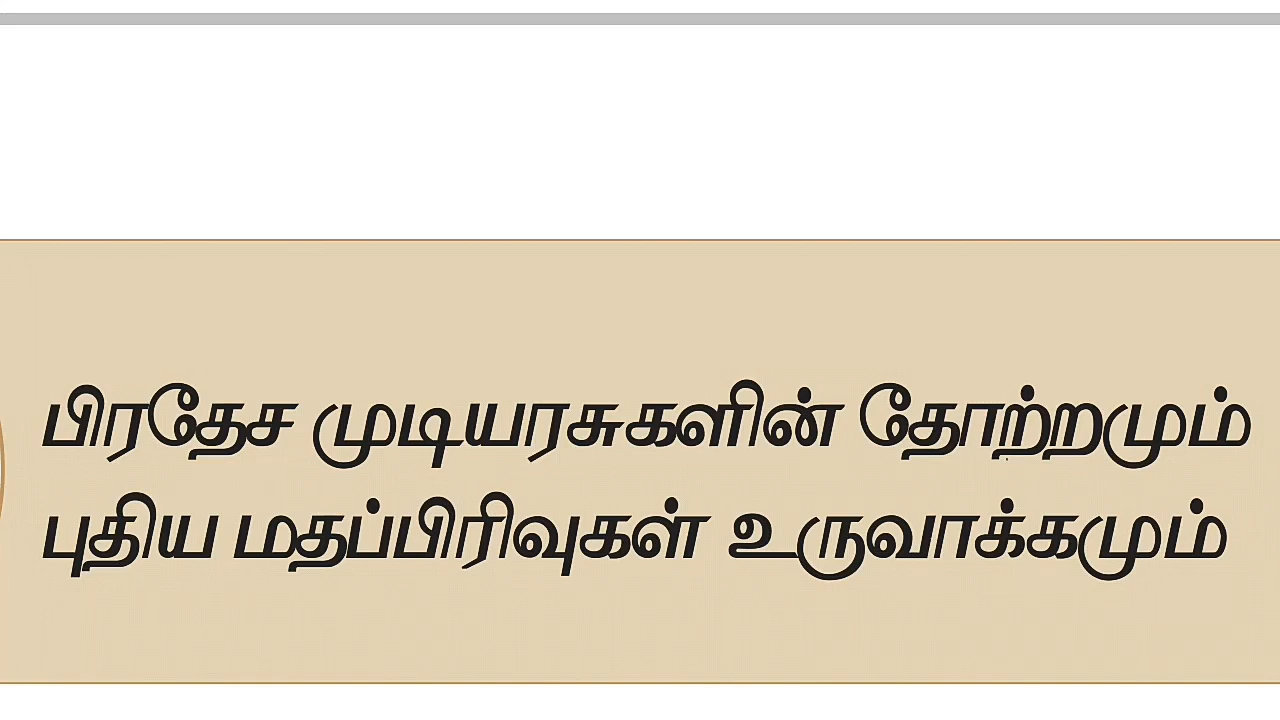 பிரதேச முடியரசுகளின் தோற்றமும்
புதிய மதப்பிரிவுகள் உருவாக்கமும்